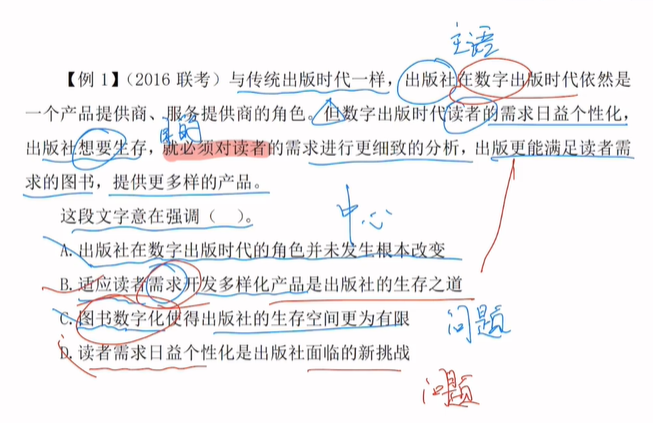 主语
【例 1】（2016 联考）与传统出版时代一样，出版社在数字出版时代依然是
一个产品提供商、服务提供商的角色。但数字出版时代读者的需求日益个性化，
目的
出版社想要生存，就必须对读者的需求进行更细致的分析，出版更能满足读者需
求的图书，提供更多样的产品。
这段文字意在强调（　）。
中心
A. 出版社在数字出版时代的角色并未发生根本改变
B. 适应读者需求开发多样化产品是出版社的生存之道
C. 图书数字化使得出版社的生存空间更为有限
问题
D. 读者需求日益个性化是出版社面临的新挑战
问题